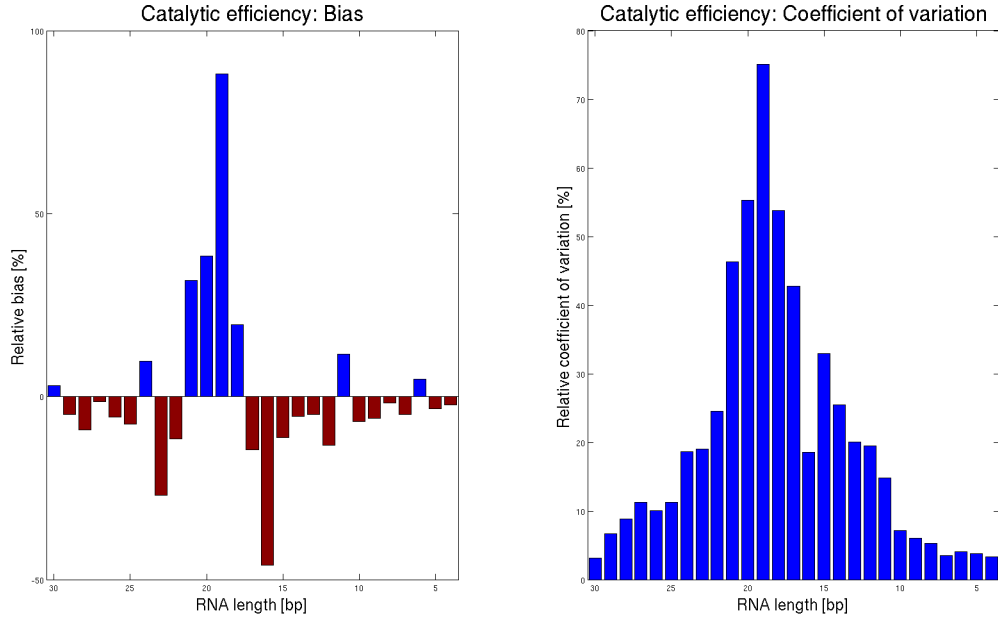 Catalytic efficiency: Bias
100
50
0
-50
Relative bias [%]
30 25 20 15 10 5
RNA length [bp]
Catalytic efficiency: Coefficient of variation
80
70
60
50
40
30
20
10
0
Relative coefficient of variation [%]
30 25 20 15 10 5
RNA length [bp]